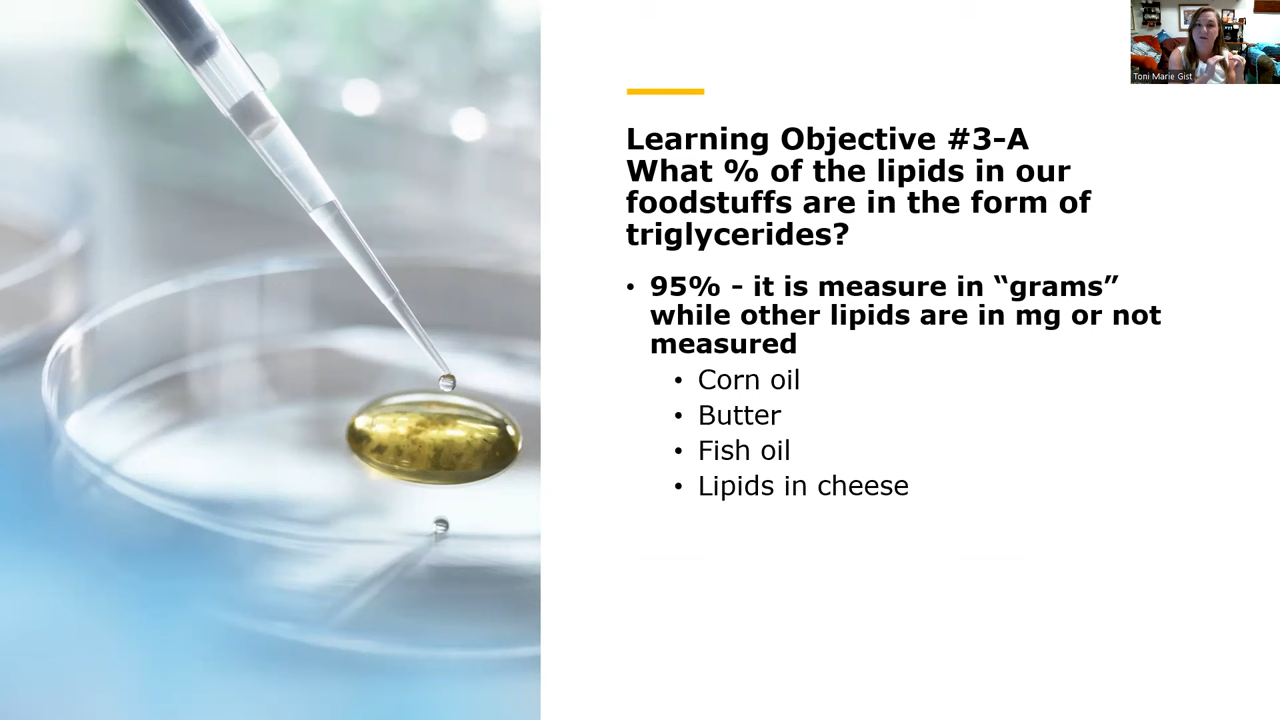 Toni Marie Gist
Learning Objective #3-A
What % of the lipids in our
foodstuffs are in the form of
triglycerides?
• 95% - it is measure in “grams”
while other lipids are in mg or not
measured
• Corn oil
• Butter
• Fish oil
• Lipids in cheese